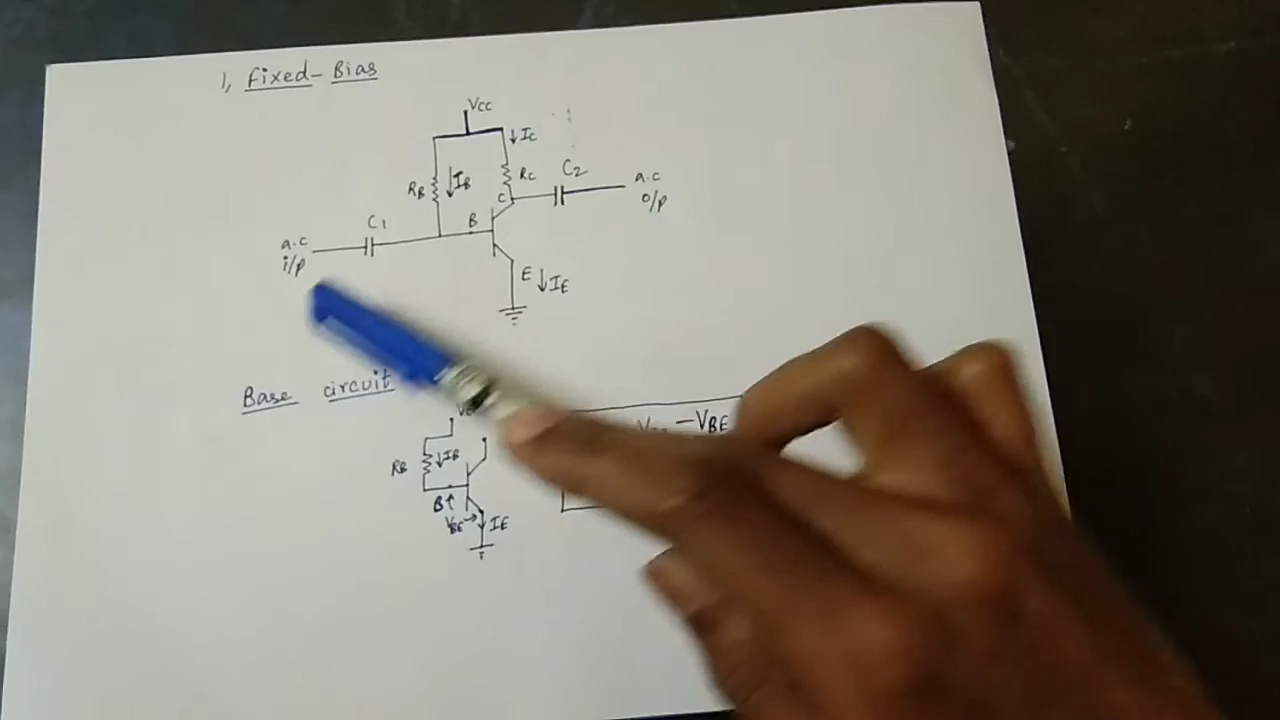 1, Fixed-Bias
VCC
↓ IC
RB
↓ IB
RC
C2
a.c
o/p
C
C1
B
a.c
i/p
E ↓ IE
Base circuit
RB
↓ IB
B↑
VBE→
IE
-VBE